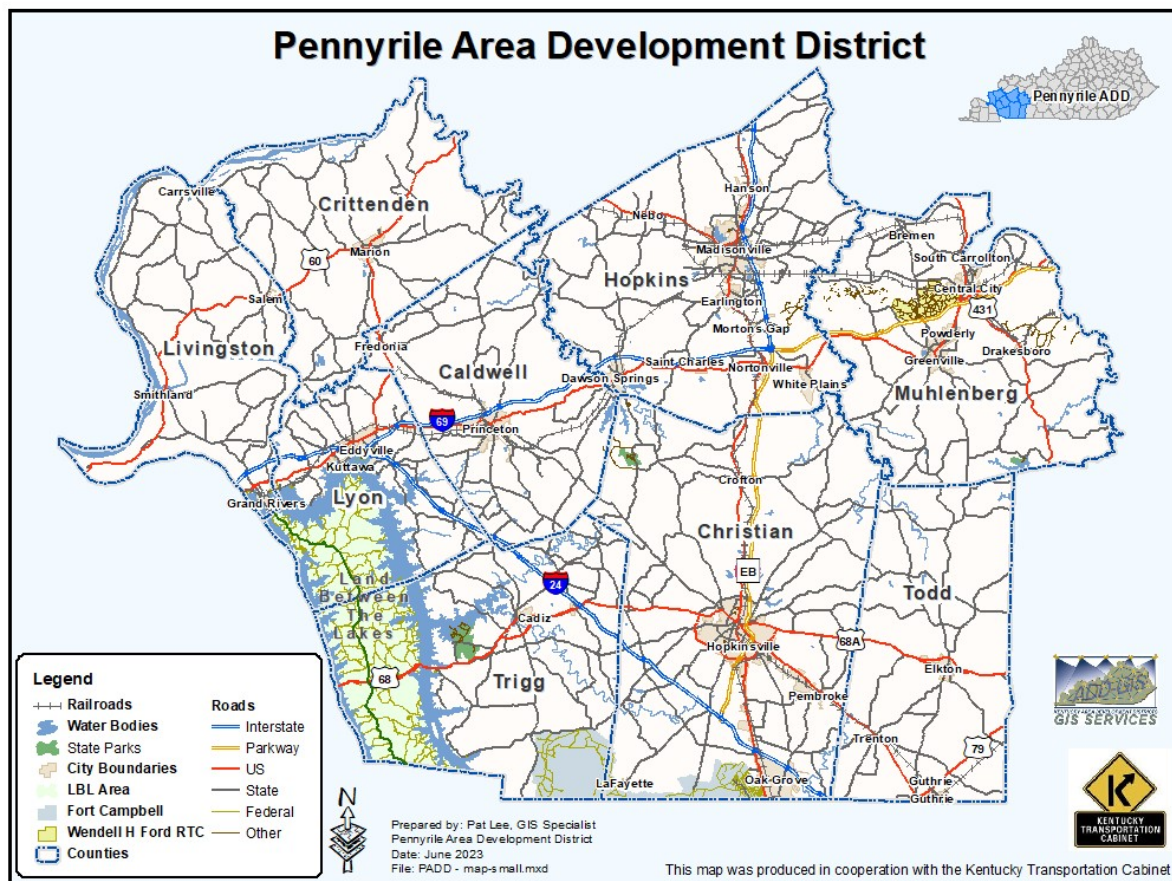 Pennyrile Area Development District
Pennyrile ADD
Carrsville
Crittenden
Marion
60
Salem
Livingston
Smithland
Fredonia
Caldwell
69
Princeton
Eddyville
Kuttawa
Grand Rivers
Lyon
Hanson
Nebo
Madisonville
Hopkins
Earlington
Morton's Gap
Saint Charles
Dawson Springs
Nortonville
White Plains
Bremen
South Carrollton
Central City
431
Powderly
Greenville
Drakesboro
Muhlenberg
Crofton
Christian
EB
24
Land
Between
The
Lakes
Cadiz
68
Trigg
Hopkinsville
68A
Todd
Elkton
Pembroke
Trenton
79
LaFayette
Oak Grove
Guthrie
Guthrie
Legend
Railroads
Water Bodies
State Parks
City Boundaries
LBL Area
Fort Campbell
Wendell H Ford RTC
Counties
Roads
Interstate
Parkway
US
State
Federal
Other
N
Prepared by: Pat Lee, GIS Specialist
Pennyrile Area Development District
Date: June 2023
File: PADD - map-small.mxd
ADD-GIS
KENTUCKY AREA DEVELOPMENT DISTRICTS
GIS SERVICES
KENTUCKY
TRANSPORTATION
CABINET
This map was produced in cooperation with the Kentucky Transportation Cabinet